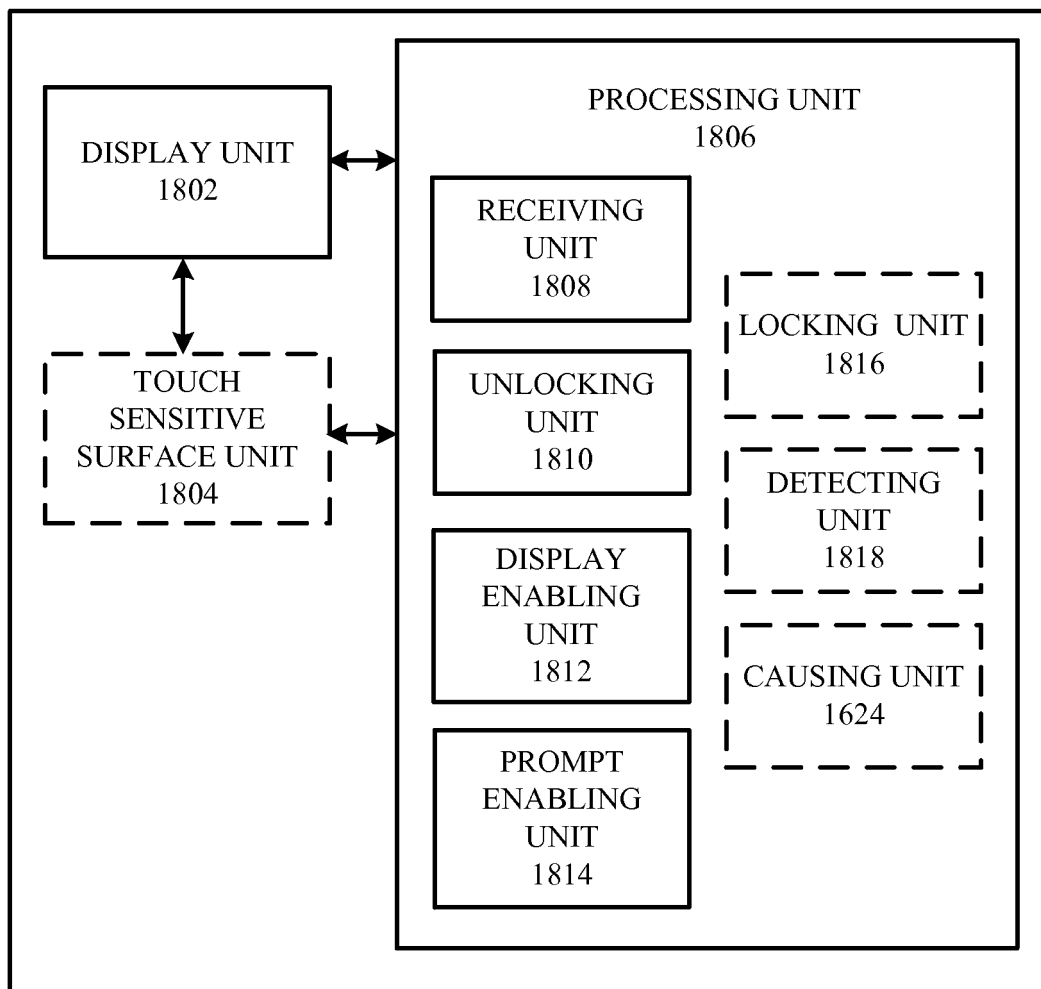 DISPLAY UNIT
1802
TOUCH
SENSITIVE
SURFACE UNIT
1804
PROCESSING UNIT
1806
RECEIVING
UNIT
1808
UNLOCKING
UNIT
1810
DISPLAY
ENABLING
UNIT
1812
PROMPT
ENABLING
UNIT
1814
LOCKING UNIT
1816
DETECTING
UNIT
1818
CAUSING UNIT
1624